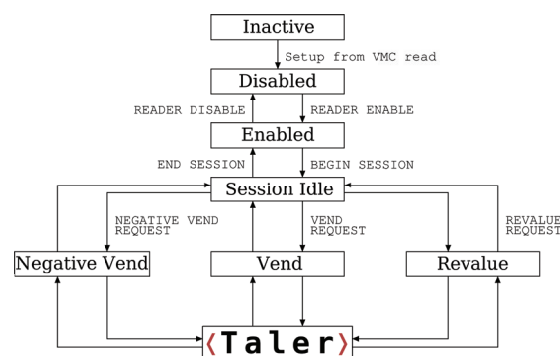 Inactive
Setup from VMC read
Disabled
READER DISABLE
READER ENABLE
Enabled
END SESSION
BEGIN SESSION
Session Idle
NEGATIVE VEND
REQUEST
VEND
REQUEST
REVALUE
REQUEST
Negative Vend
Vend
Revalue
⟨Taler⟩